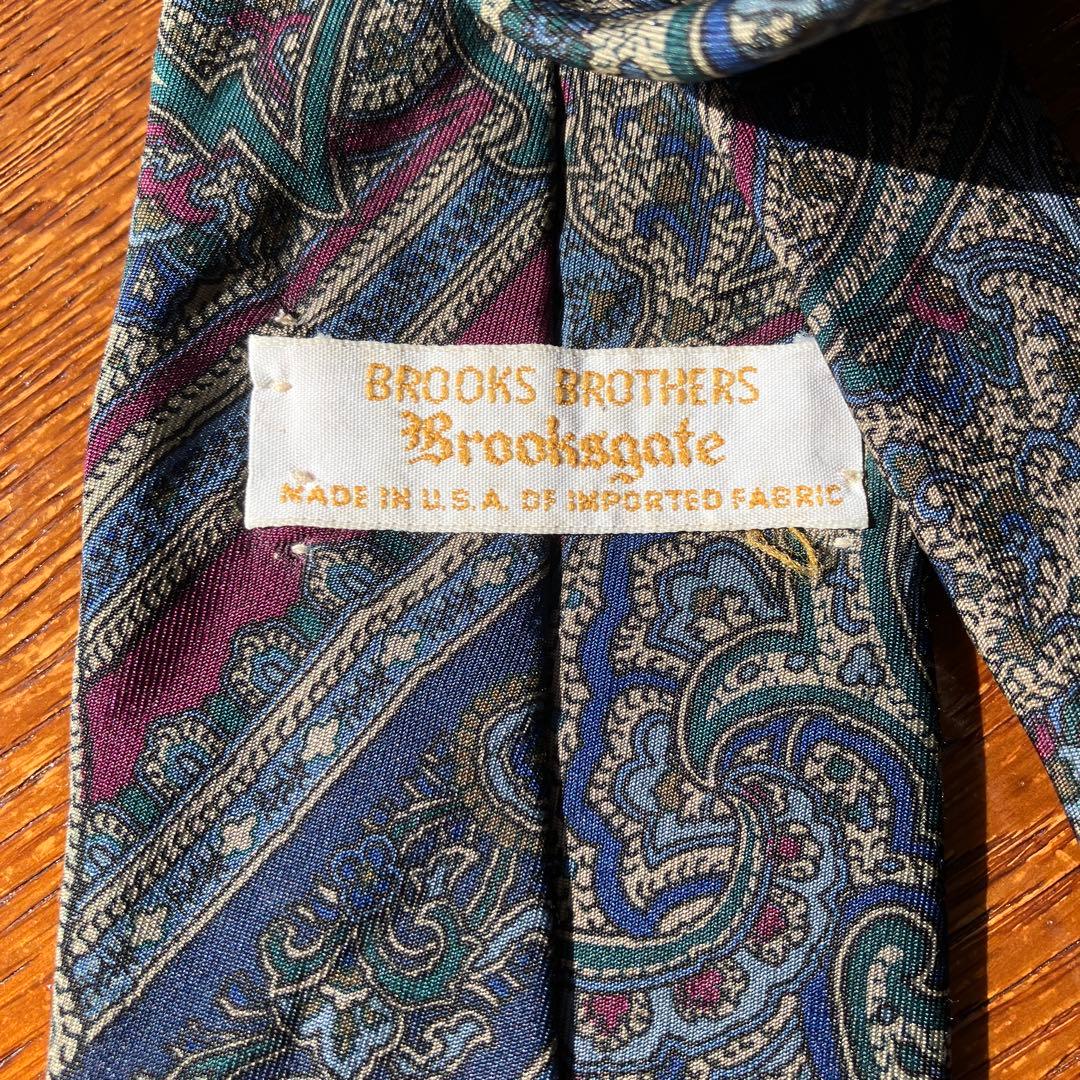 BROOKS BROTHERS
Brooksgate
MADE IN U.S.A. OF IMPORTED FABRIC